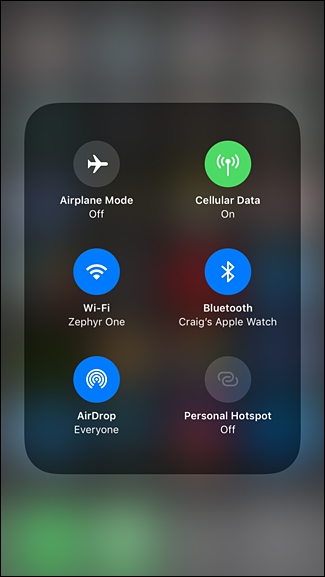 Airplane Mode
Off
Cellular Data
On
Wi-Fi
Zephyr One
Bluetooth
Craig's Apple Watch
AirDrop
Everyone
Personal Hotspot
Off